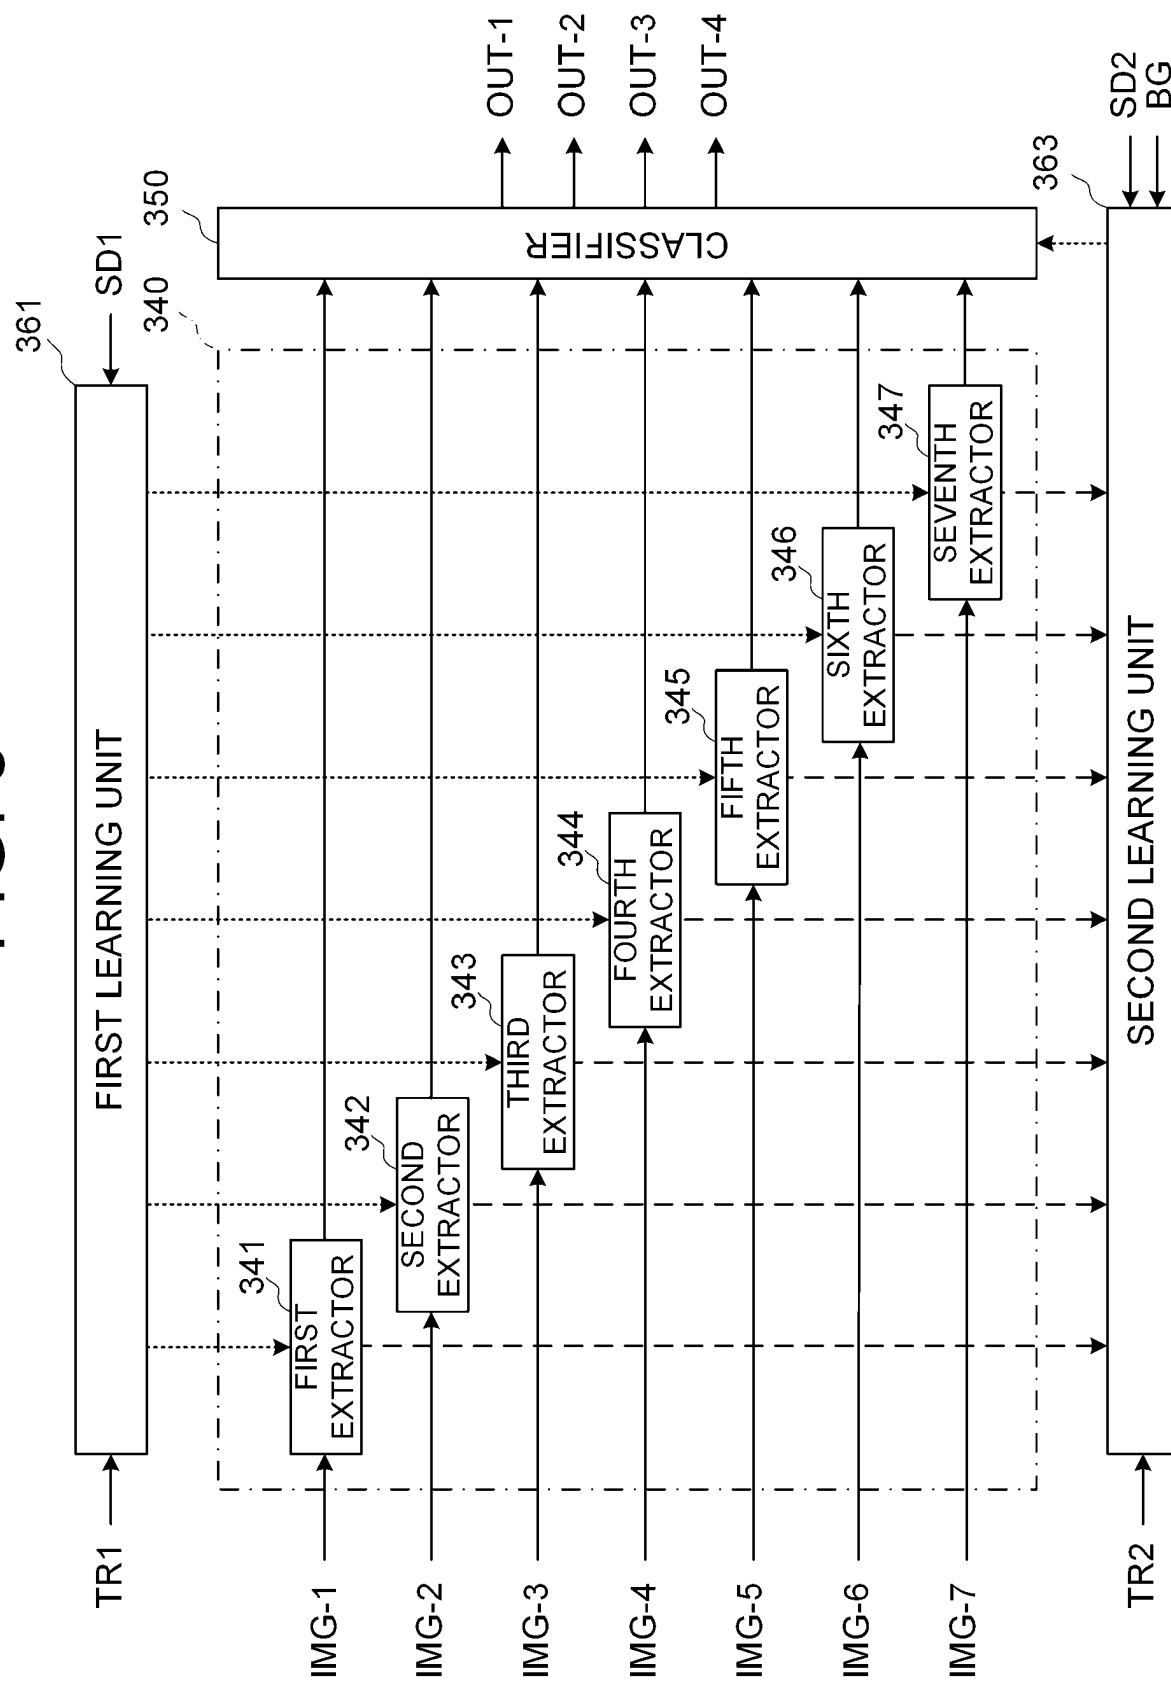 TR1
FIRST LEARNING UNIT
361
SD1
340
350
IMG-1
FIRST
EXTRACTOR
341
IMG-2
SECOND
EXTRACTOR
342
IMG-3
THIRD
EXTRACTOR
343
IMG-4
FOURTH
EXTRACTOR
344
IMG-5
FIFTH
EXTRACTOR
345
IMG-6
SIXTH
EXTRACTOR
346
IMG-7
SEVENTH
EXTRACTOR
347
CLASSIFIER
OUT-1
OUT-2
OUT-3
OUT-4
TR2
SECOND LEARNING UNIT
363
SD2
BG